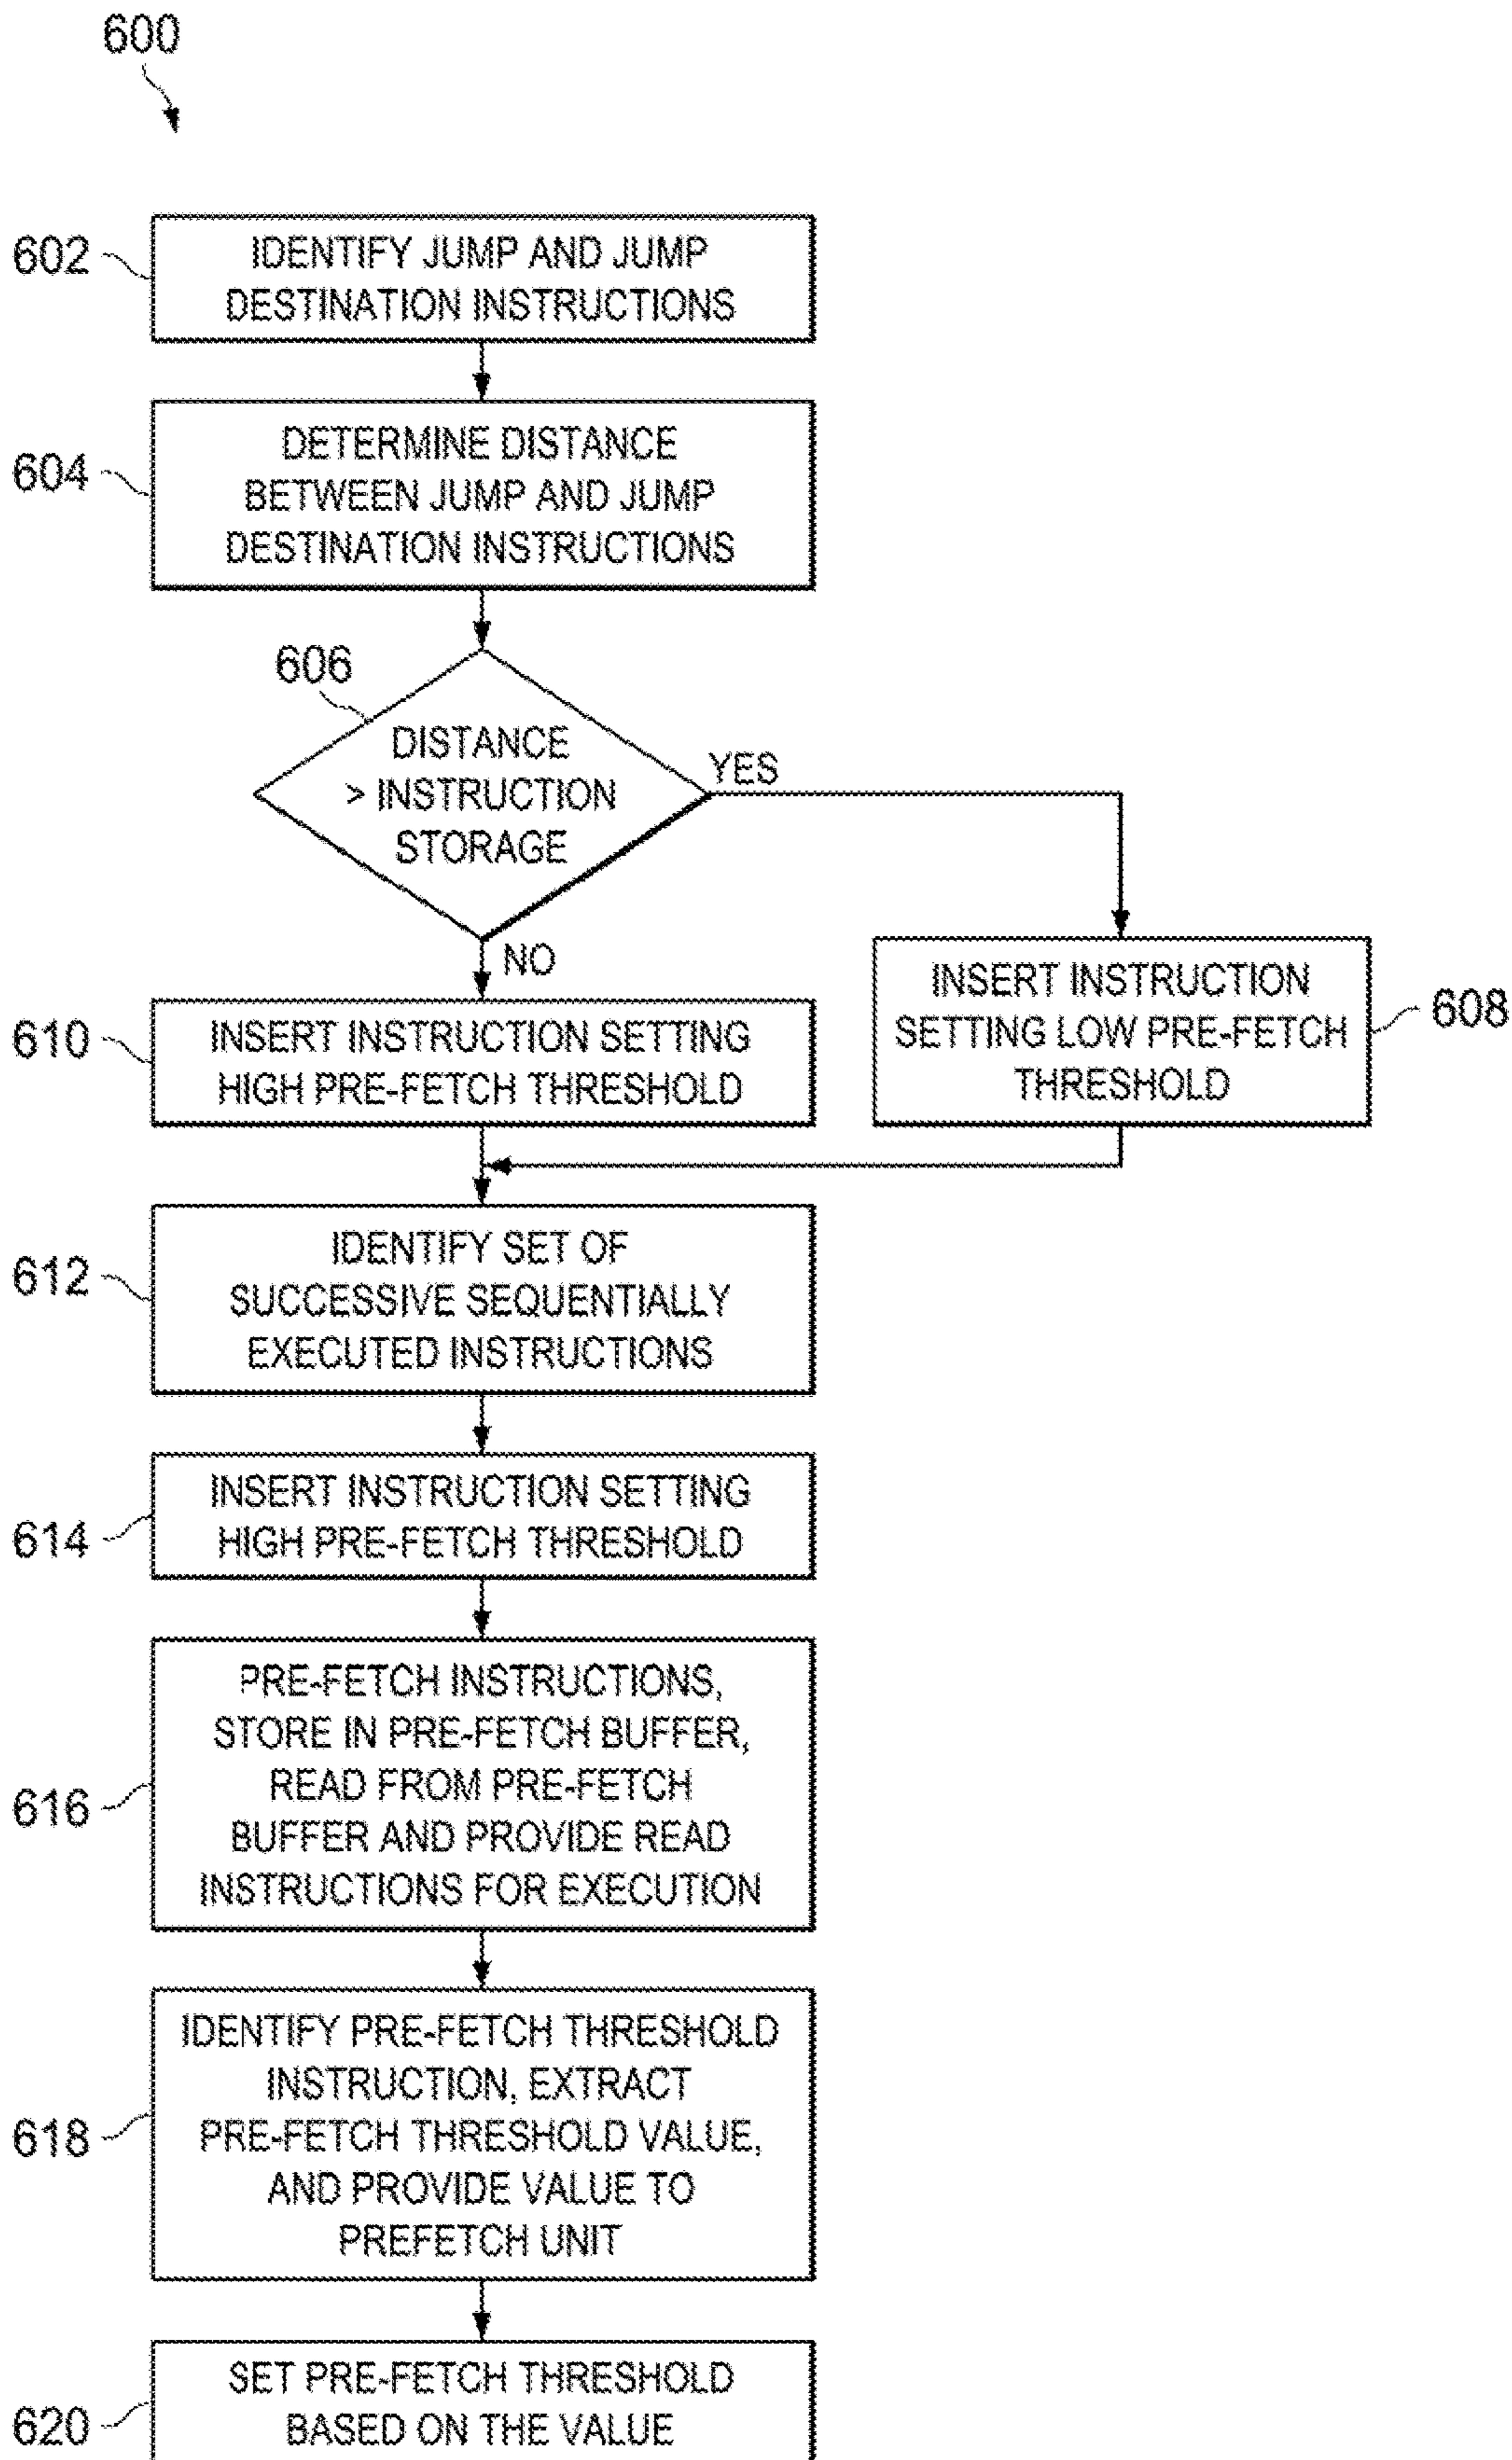 600
602
IDENTIFY JUMP AND JUMP
DESTINATION INSTRUCTIONS
604
DETERMINE DISTANCE
BETWEEN JUMP AND JUMP
DESTINATION INSTRUCTIONS
606
DISTANCE
> INSTRUCTION
STORAGE
YES
NO
INSERT INSTRUCTION
SETTING LOW PRE-FETCH
THRESHOLD
608
610
INSERT INSTRUCTION SETTING
HIGH PRE-FETCH THRESHOLD
612
IDENTIFY SET OF
SUCCESSIVE SEQUENTIALLY
EXECUTED INSTRUCTIONS
614
INSERT INSTRUCTION SETTING
HIGH PRE-FETCH THRESHOLD
616
PRE-FETCH INSTRUCTIONS,
STORE IN PRE-FETCH BUFFER,
READ FROM PRE-FETCH
BUFFER AND PROVIDE READ
INSTRUCTIONS FOR EXECUTION
618
IDENTIFY PRE-FETCH THRESHOLD
INSTRUCTION, EXTRACT
PRE-FETCH THRESHOLD VALUE,
AND PROVIDE VALUE TO
PREFETCH UNIT
620
SET PRE-FETCH THRESHOLD
BASED ON THE VALUE